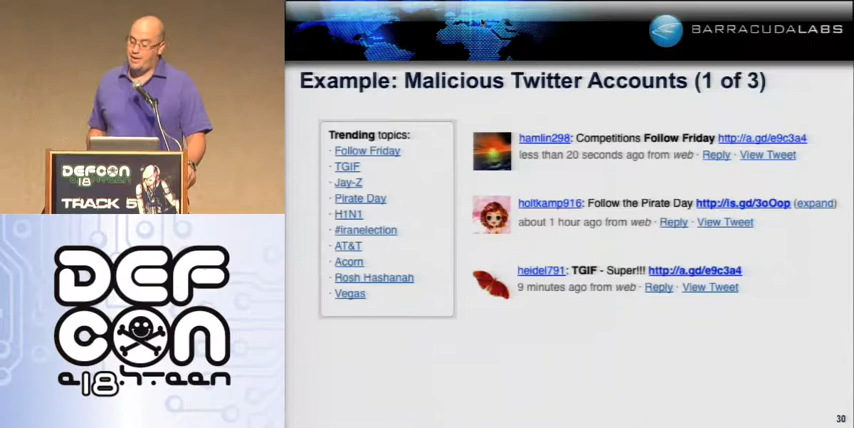 BARRACUDALABS
Example: Malicious Twitter Accounts (1 of 3)
Trending topics:
· Follow Friday
· TGIF
· Jay-Z
· Pirate Day
· H1N1
· #iranelection
· AT&T
· Acorn
· Rosh Hashanah
· Vegas
hamlin298: Competitions Follow Friday http://a.gd/e9c3a4
less than 20 seconds ago from web · Reply · View Tweet
holtkamp916: Follow the Pirate Day http://is.gd/3oOop (expand)
about 1 hour ago from web · Reply · View Tweet
heidel791: TGIF - Super!!! http://a.gd/e9c3a4
9 minutes ago from web · Reply · View Tweet
30
DEFCON
18
TRACK 5
DEF
CON
e18h+een